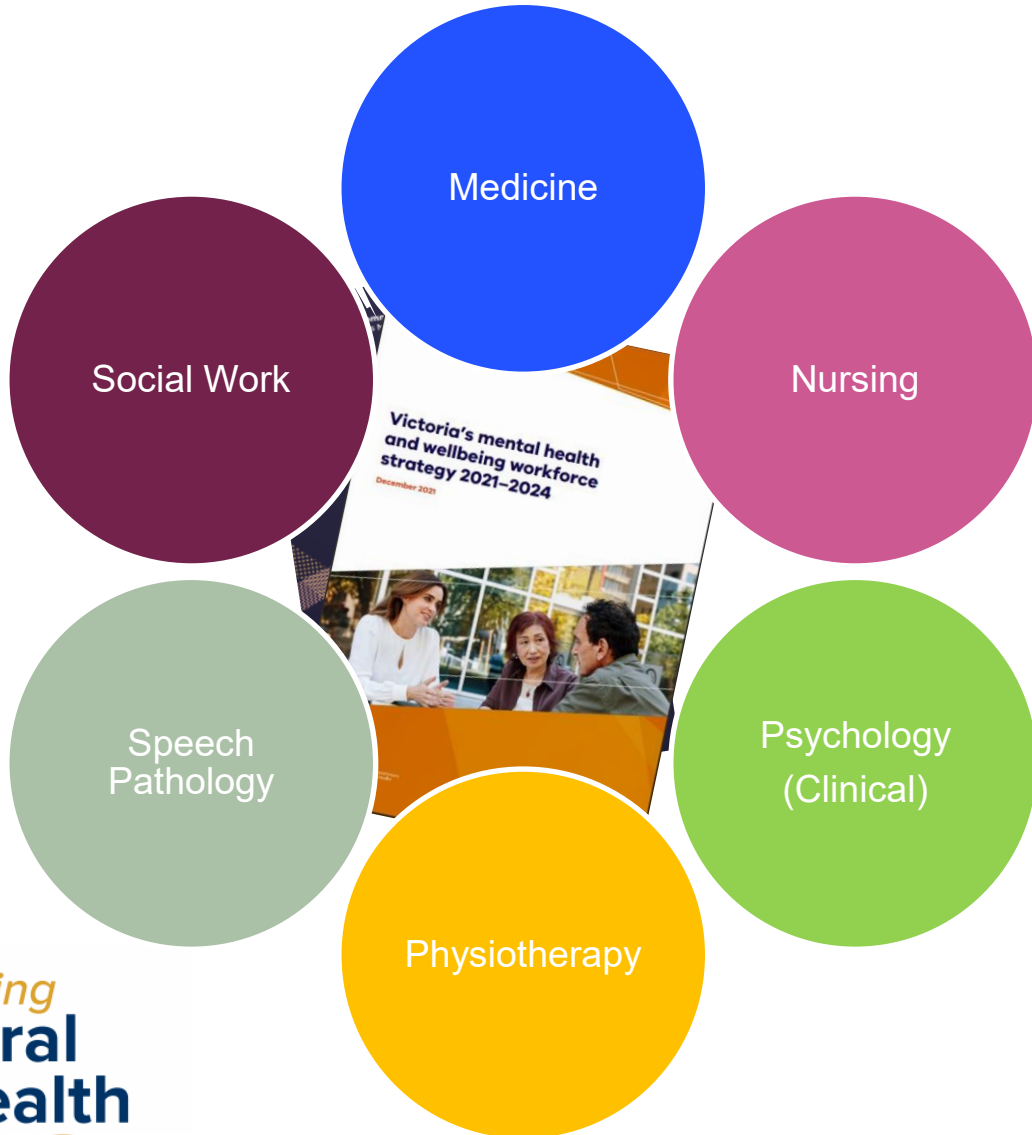 Medicine
Social Work
Nursing
Victoria's mental health
and wellbeing workforce
strategy 2021–2024
December 2021
Speech
Pathology
Psychology
(Clinical)
Physiotherapy
ing
ral
ealth